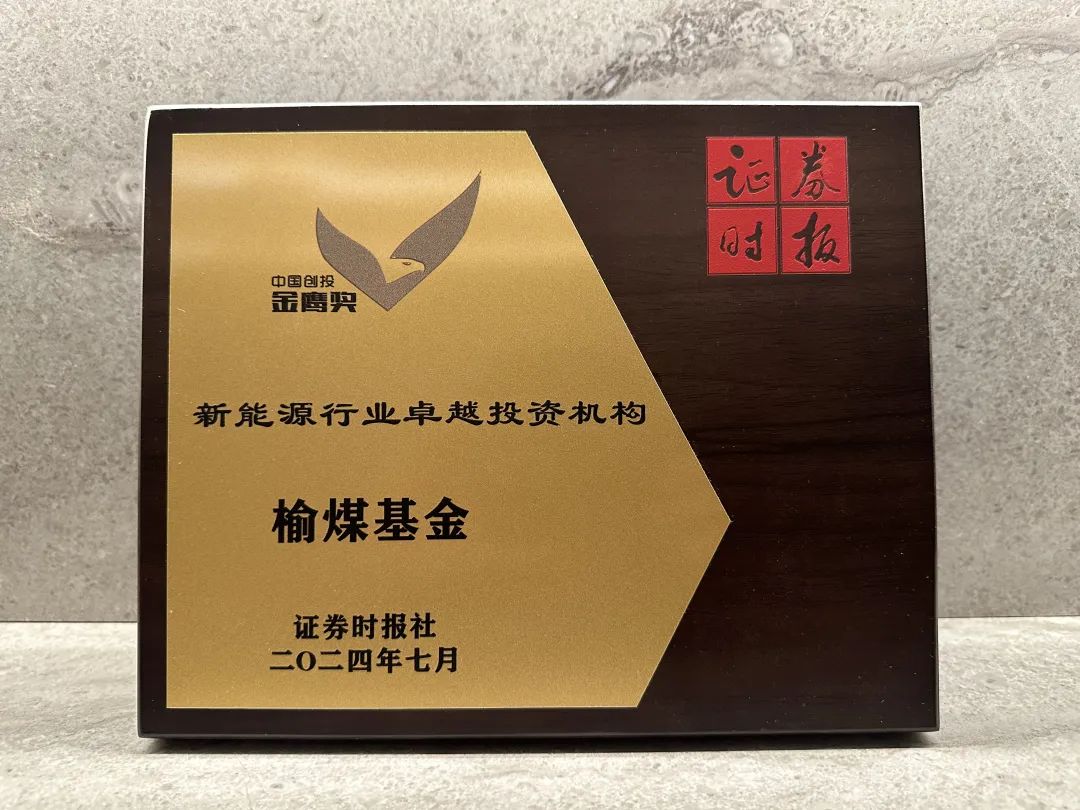 中国创投
金鹰奖
证券
时报
新能源行业卓越投资机构
榆煤基金
证券时报社
二〇二四年七月